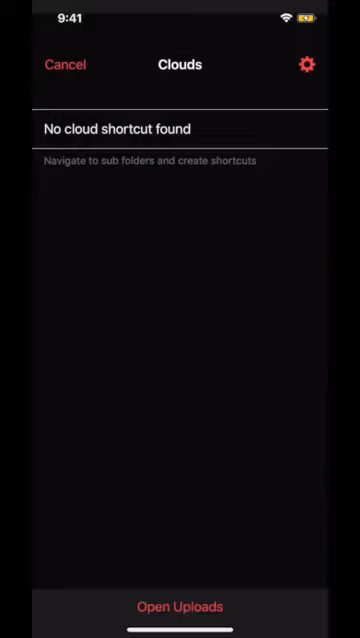 9:41
Cancel Clouds
No cloud shortcut found
Navigate to sub folders and create shortcuts
Open Uploads